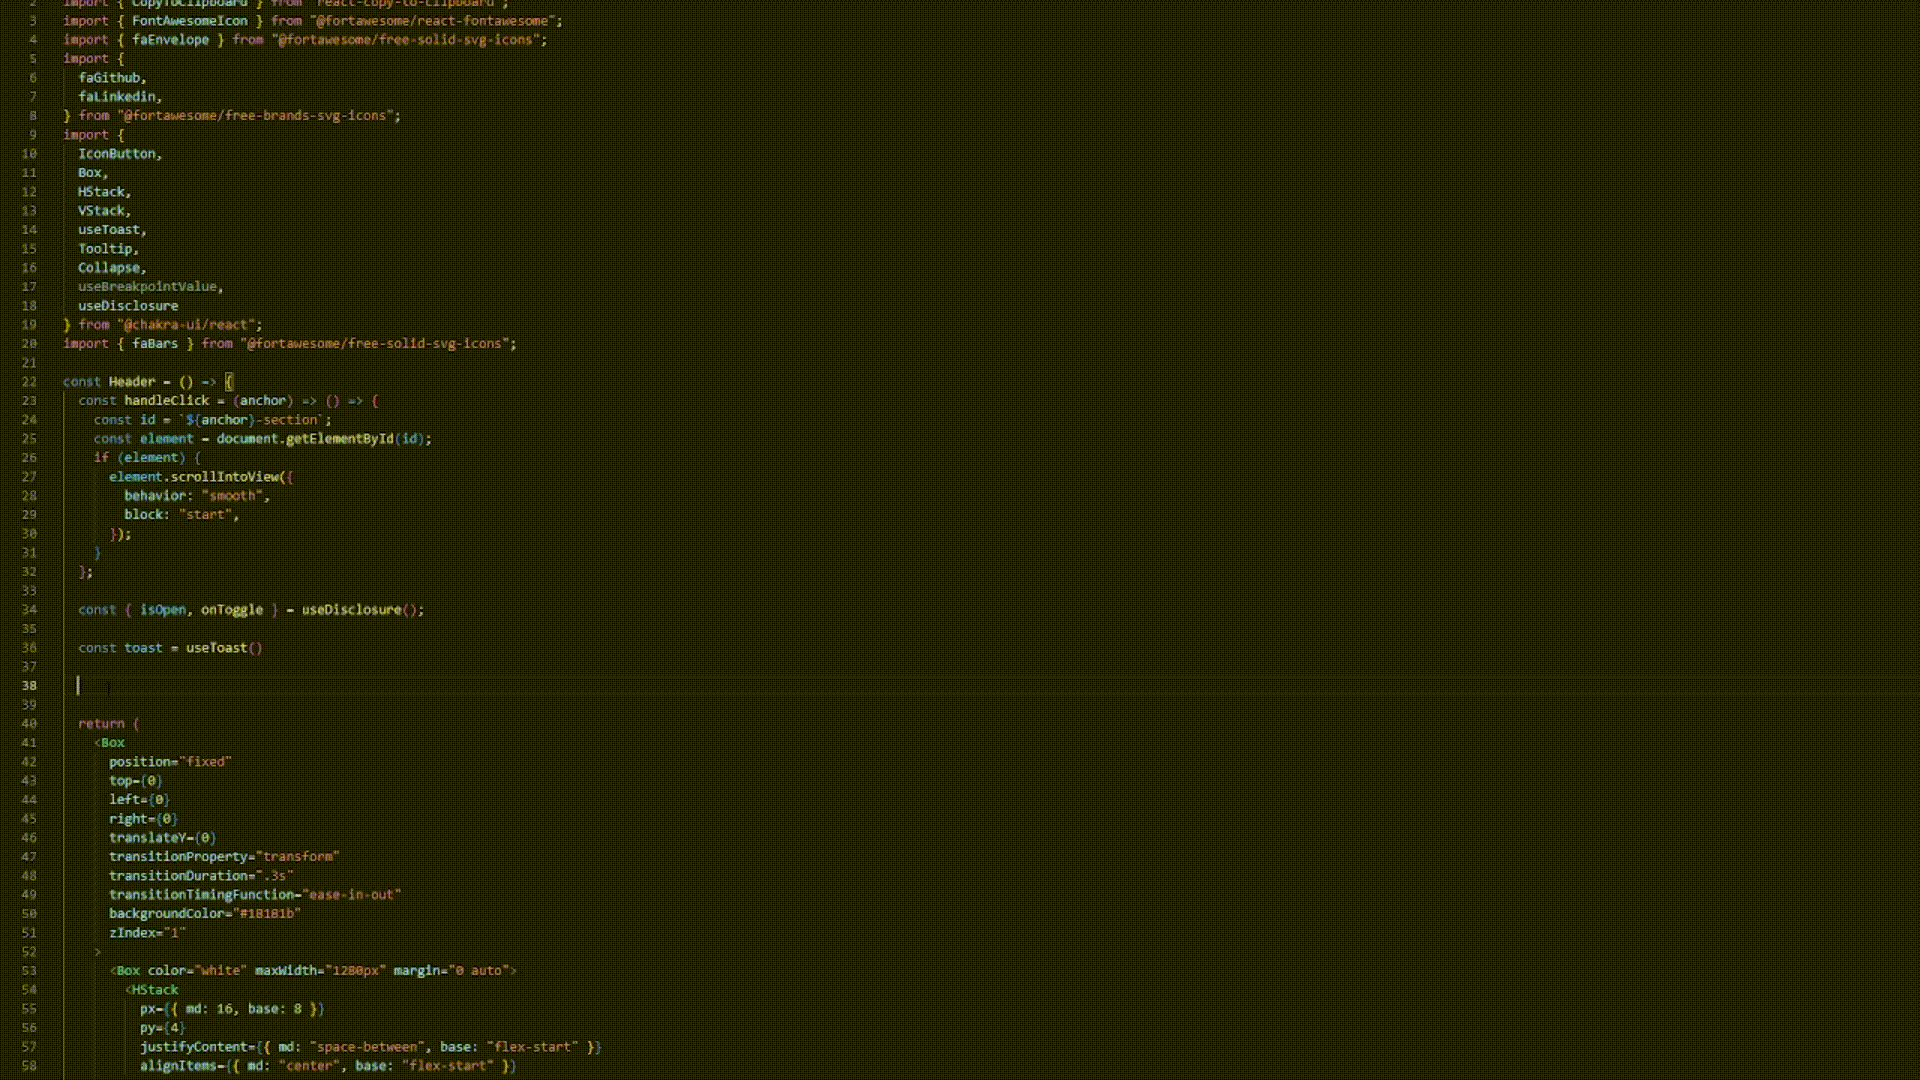 2 import { CopyToClipboard } from "react-copy-to-clipboard";
3 import { FontAwesomeIcon } from "@fortawesome/react-fontawesome";
4 import { faEnvelope } from "@fortawesome/free-solid-svg-icons";
5 import {
6 faGithub,
7 faLinkedin,
8 } from "@fortawesome/free-brands-svg-icons";
9 import {
10 IconButton,
11 Box,
12 HStack,
13 VStack,
14 useToast,
15 Tooltip,
16 Collapse,
17 useBreakpointValue,
18 useDisclosure
19 } from "@chakra-ui/react";
20 import { faBars } from "@fortawesome/free-solid-svg-icons";
21
22 const Header = () => {
23 const handleClick = (anchor) => () => {
24 const id = `${anchor}-section`;
25 const element = document.getElementById(id);
26 if (element) {
27 element.scrollIntoView({
28 behavior: "smooth",
29 block: "start",
30 });
31 }
32 };
33
34 const { isOpen, onToggle } = useDisclosure();
35
36 const toast = useToast()
37
38
39
40 return (
41 <Box
42 position="fixed"
43 top={0}
44 left={0}
45 right={0}
46 translateY={0}
47 transitionProperty="transform"
48 transitionDuration=".3s"
49 transitionTimingFunction="ease-in-out"
50 backgroundColor="#18181b"
51 zIndex="1"
52 >
53 <Box color="white" maxWidth="1280px" margin="0 auto">
54 <HStack
55 px={{ md: 16, base: 8 }}
56 py={4}
57 justifyContent={{ md: "space-between", base: "flex-start" }}
58 alignItems={{ md: "center", base: "flex-start" }}